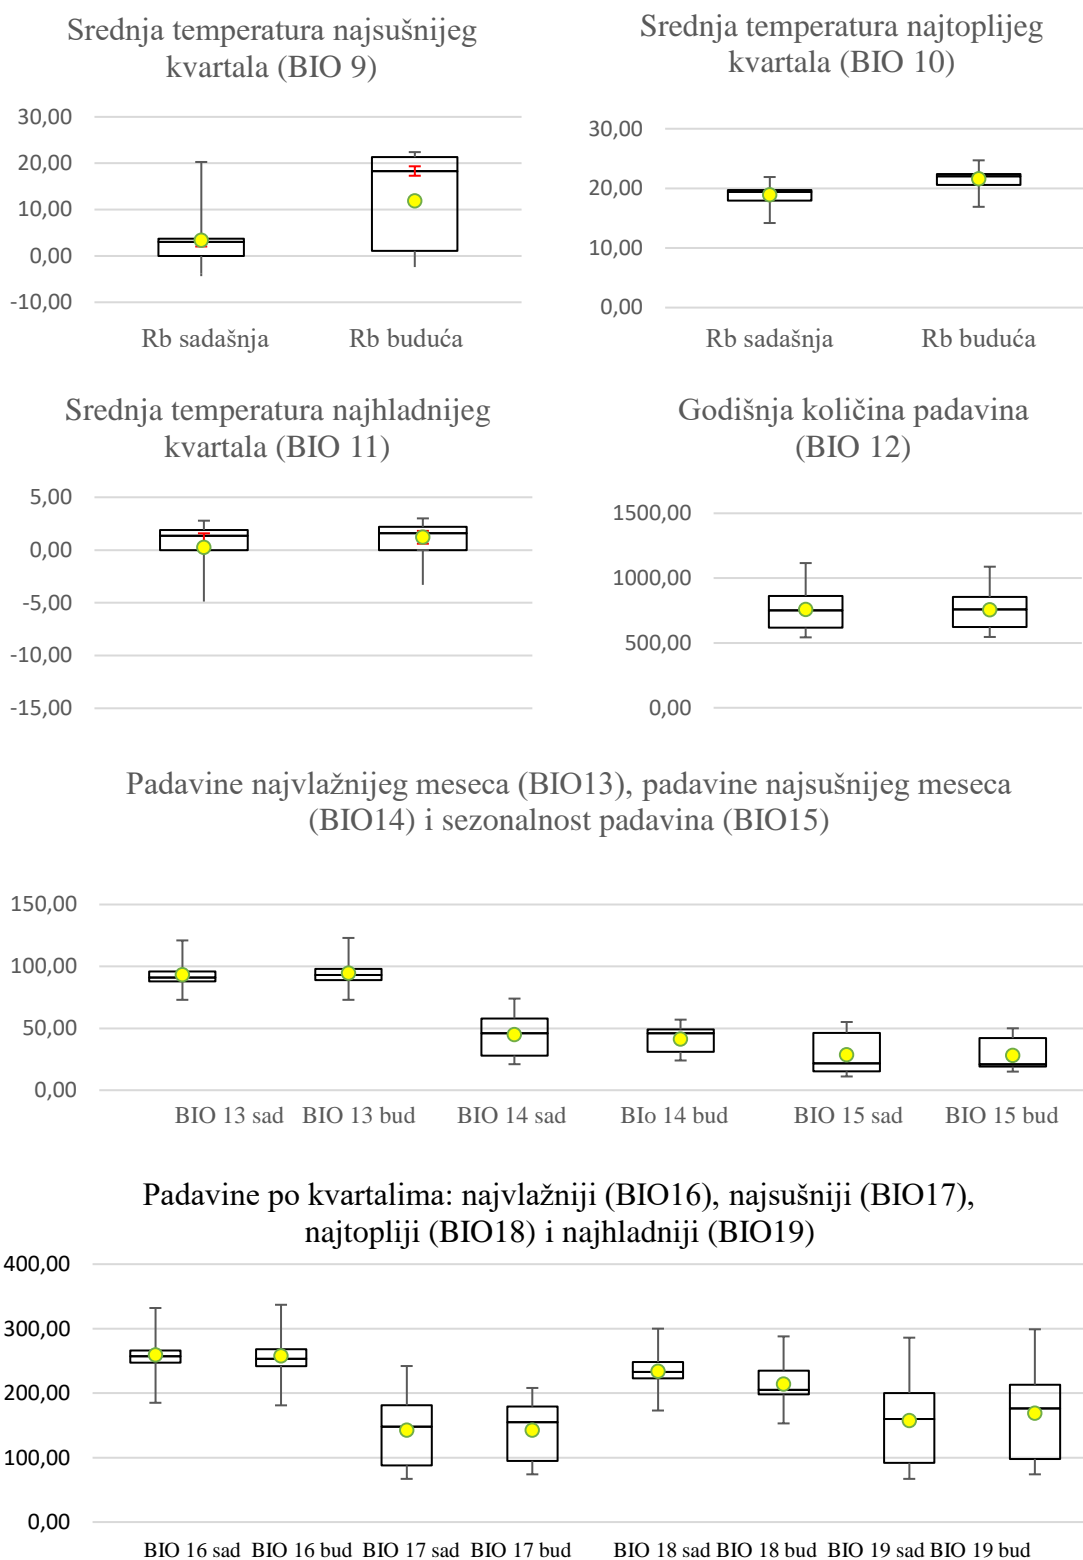 Srednja temperatura najsušnijeg
kvartala (BIO 9)
30,00
20,00
10,00
0,00
-10,00
Rb sadašnja
Rb buduća
Srednja temperatura najtoplijeg
kvartala (BIO 10)
30,00
20,00
10,00
0,00
Rb sadašnja
Rb buduća
Srednja temperatura najhladnijeg
kvartala (BIO 11)
5,00
0,00
-5,00
-10,00
-15,00
Godišnja količina padavina
(BIO 12)
1500,00
1000,00
500,00
0,00
Padavine najvlažnijeg meseca (BIO13), padavine najsušnijeg meseca
(BIO14) i sezonalnost padavina (BIO15)
150,00
100,00
50,00
0,00
BIO 13 sad BIO 13 bud BIO 14 sad BIo 14 bud BIO 15 sad BIO 15 bud
Padavine po kvartalima: najvlažniji (BIO16), najsušniji (BIO17),
najtopliji (BIO18) i najhladniji (BIO19)
400,00
300,00
200,00
100,00
0,00
BIO 16 sad BIO 16 bud BIO 17 sad BIO 17 bud BIO 18 sad BIO 18 bud BIO 19 sad BIO 19 bud